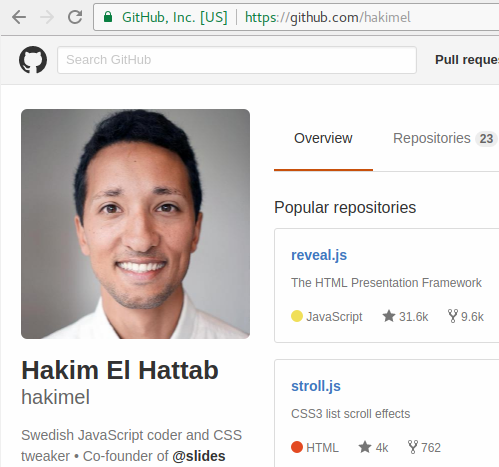 GitHub, Inc. [US] https://github.com/hakimel
Search GitHub
Pull reque
Overview
Repositories 23
Popular repositories
reveal.js
The HTML Presentation Framework
JavaScript 31.6k 9.6k
stroll.js
CSS3 list scroll effects
HTML 4k 762
Hakim El Hattab
hakimel
Swedish JavaScript coder and CSS
tweaker • Co-founder of @slides